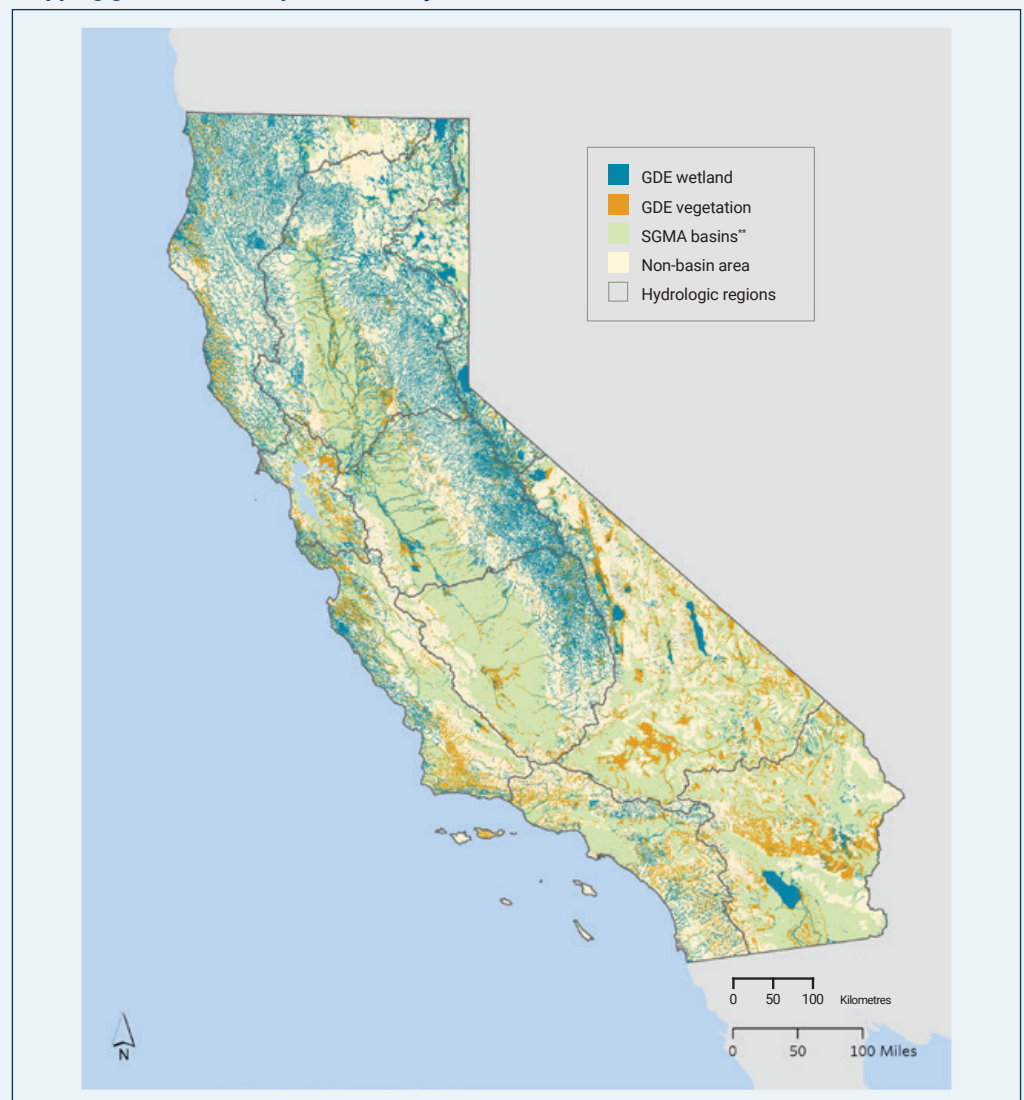 GDE wetland
GDE vegetation
SGMA basins**
Non-basin area
Hydrologic regions
0 50 100 Kilometres
0 50 100 Miles
N